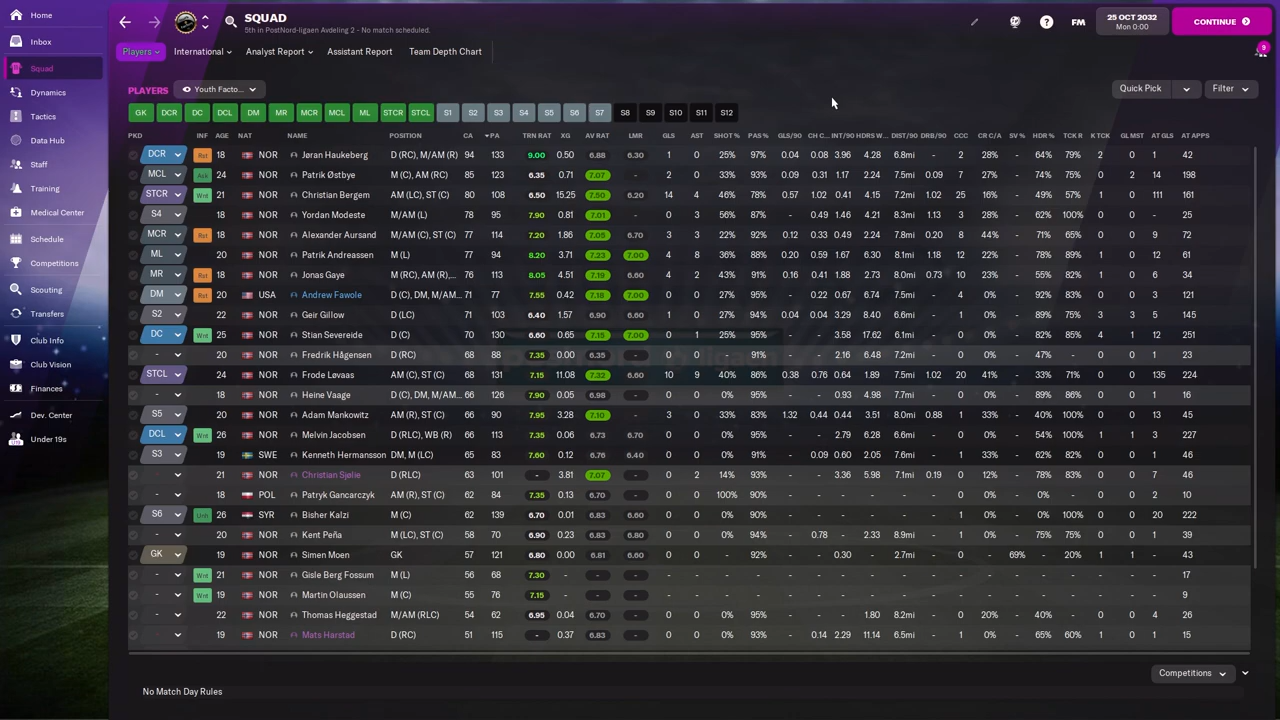 Home
Inbox
Squad
Dynamics
Tactics
Data Hub
Staff
Training
Medical Center
Schedule
Competitions
Scouting
Transfers
Club Info
Club Vision
Finances
Dev. Center
Under 19s
SQUAD
5th in PostNord-ligaen Avdeling 2 - No match scheduled.
FM
25 OCT 2032
Mon 0:00
CONTINUE
9
Players International Analyst Report Assistant Report Team Depth Chart
PLAYERS Youth Facto... Quick Pick Filter
GK DCR DC DCL DM MR MCR MCL ML STCR STCL S1 S2 S3 S4 S5 S6 S7 S8 S9 S10 S11 S12
PKD INF AGE NAT NAME POSITION CA PA TRN RAT XG AV RAT LMR GLS AST SHOT % PAS % GLS/90 CH C... INT/90 HDRS W... DIST/90 DRB/90 CCC CR C/A SV % HDR % TCK R K TCK GLMST AT GLS AT APPS
DCR Rst 18 NOR Jøran Haukeberg D (RC), M/AM (R) 94 133 9.00 0.50 6.88 6.30 1 0 25% 97% 0.04 0.08 3.96 4.28 6.8mi - 2 28% - 64% 79% 2 0 1 42
MCL Ask 24 NOR Patrik Østbye M (C), AM (RC) 85 123 6.35 0.71 7.07 - 2 0 33% 93% 0.09 0.31 1.17 2.24 7.5mi 0.09 7 27% - 74% 75% 0 2 14 198
STCR Wnt 21 NOR Christian Bergem AM (LC), ST (C) 80 108 6.50 15.25 7.50 6.20 14 4 46% 78% 0.57 1.02 0.41 4.15 7.2mi 1.02 25 16% - 49% 57% 1 0 111 161
S4 18 NOR Yordan Modeste M/AM (L) 78 95 7.90 0.81 7.01 - 0 3 56% 87% - 0.49 1.46 4.21 8.3mi 1.13 3 28% - 62% 100% - 0 - 25
MCR Rst 18 NOR Alexander Aursand M/AM (C), ST (C) 77 114 7.20 1.86 7.05 6.70 3 3 22% 92% 0.12 0.33 0.49 2.24 7.8mi 0.20 8 44% - 71% 65% 0 0 9 72
ML 20 NOR Patrik Andreassen M (L) 77 94 8.20 3.71 7.23 7.00 4 8 36% 88% 0.20 0.59 1.67 6.30 8.1mi 1.18 12 22% - 78% 89% 1 0 12 61
MR Rst 18 NOR Jonas Gaye M (RC), AM (R),... 76 113 8.05 4.51 7.19 6.60 4 2 43% 91% 0.16 0.41 1.88 2.73 8.0mi 0.73 10 23% - 55% 82% 1 0 6 34
DM Rst 20 USA Andrew Fawole D (C), DM, M/AM... 71 77 7.55 0.42 7.18 7.00 0 0 27% 95% - 0.22 0.67 6.74 7.5mi - 4 0% - 92% 83% 0 0 3 121
S2 22 NOR Geir Gillow D (LC) 71 103 6.40 1.57 6.90 6.60 1 0 25% 94% 0.04 0.04 3.29 8.40 6.6mi - 1 0% - 89% 75% 3 3 5 145
DC Wnt 25 NOR Stian Severeide D (C) 70 130 6.60 0.65 7.15 7.00 0 1 25% 95% - - 3.58 17.62 6.1mi - 0 0% - 82% 85% 4 1 12 251
- 20 NOR Fredrik Hågensen D (RC) 68 88 7.35 0.00 6.35 - 0 0 - 91% - - 2.16 6.48 7.2mi - 0 - - 47% - - 0 1 23
STCL 24 NOR Frode Løvaas AM (C), ST (C) 68 131 7.15 11.08 7.32 6.60 10 9 40% 86% 0.38 0.76 0.64 1.89 7.5mi 1.02 20 41% - 33% 71% - 0 135 224
- 18 NOR Heine Vaage D (C), DM, M/AM... 66 126 7.90 0.05 6.98 - 0 0 0% 95% - - 0.93 4.98 7.7mi - 0 0% - 89% 86% - 0 1 16
S5 20 NOR Adam Mankowitz AM (R), ST (C) 66 90 7.95 3.28 7.10 - 3 0 33% 83% 1.32 0.44 0.44 3.51 8.0mi 0.88 1 33% - 40% 100% - 0 13 45
DCL Wnt 26 NOR Melvin Jacobsen D (RLC), WB (R) 66 113 7.35 0.06 6.73 6.70 0 0 0% 94% - - 2.79 6.28 6.6mi - 0 0% - 54% 100% 1 1 3 227
S3 19 SWE Kenneth Hermansson DM, M (LC) 65 83 7.60 0.12 6.76 6.40 0 3 0% 91% - 0.09 0.60 2.05 7.6mi - 1 0% - 62% 78% 1 0 1 46
- 21 NOR Christian Sjølie D (RLC) 63 91 - 3.81 7.07 - 0 2 14% 93% - - 3.36 5.98 7.1mi 0.19 0 12% - 78% 83% - 0 7 46
- 18 POL Patryk Gancarczyk AM (R), ST (C) 62 84 7.35 0.13 6.70 - 0 0 100% 90% - - - - 7.5mi - 0 0% - 0% - - 0 2 10
S6 Unh 26 SYR Bisher Kalzi M (C) 62 139 6.70 0.01 6.83 6.60 0 0 0% 96% - - - - 7.8mi - 1 0% - 75% 100% - 0 20 222
- 20 NOR Kent Peña M (LC), ST (C) 58 70 6.90 0.23 6.83 6.80 0 0 0% 94% - 0.78 - 2.33 8.9mi - 1 0% - 60% 100% - 0 1 39
GK 19 NOR Simen Moen GK 57 121 6.80 0.00 6.81 6.60 0 0 - 92% - - 0.30 - 2.7mi - 0 - 69% - 20% 1 1 - 43
- Wnt 21 NOR Gisle Berg Fossum M (L) 56 68 7.30 - - - - - - - - - - - - - - - - - - - - - 17
- Wnt 19 NOR Martin Olaussen M (C) 55 76 7.15 - - - - - - - - - - - - - - - - - - - - - 9
- 22 NOR Thomas Heggestad M/AM (RLC) 52 67 6.95 0.04 6.70 - 0 0 0% 95% - - - 1.80 8.2mi - 0 20% - 40% - - 0 4 26
- 19 NOR Mats Harstad D (RC) 51 115 - 0.37 6.83 - 0 0 0% 93% - 0.14 2.29 11.14 6.5mi - 1 0% - 65% 60% 1 0 1 15
Competitions
No Match Day Rules